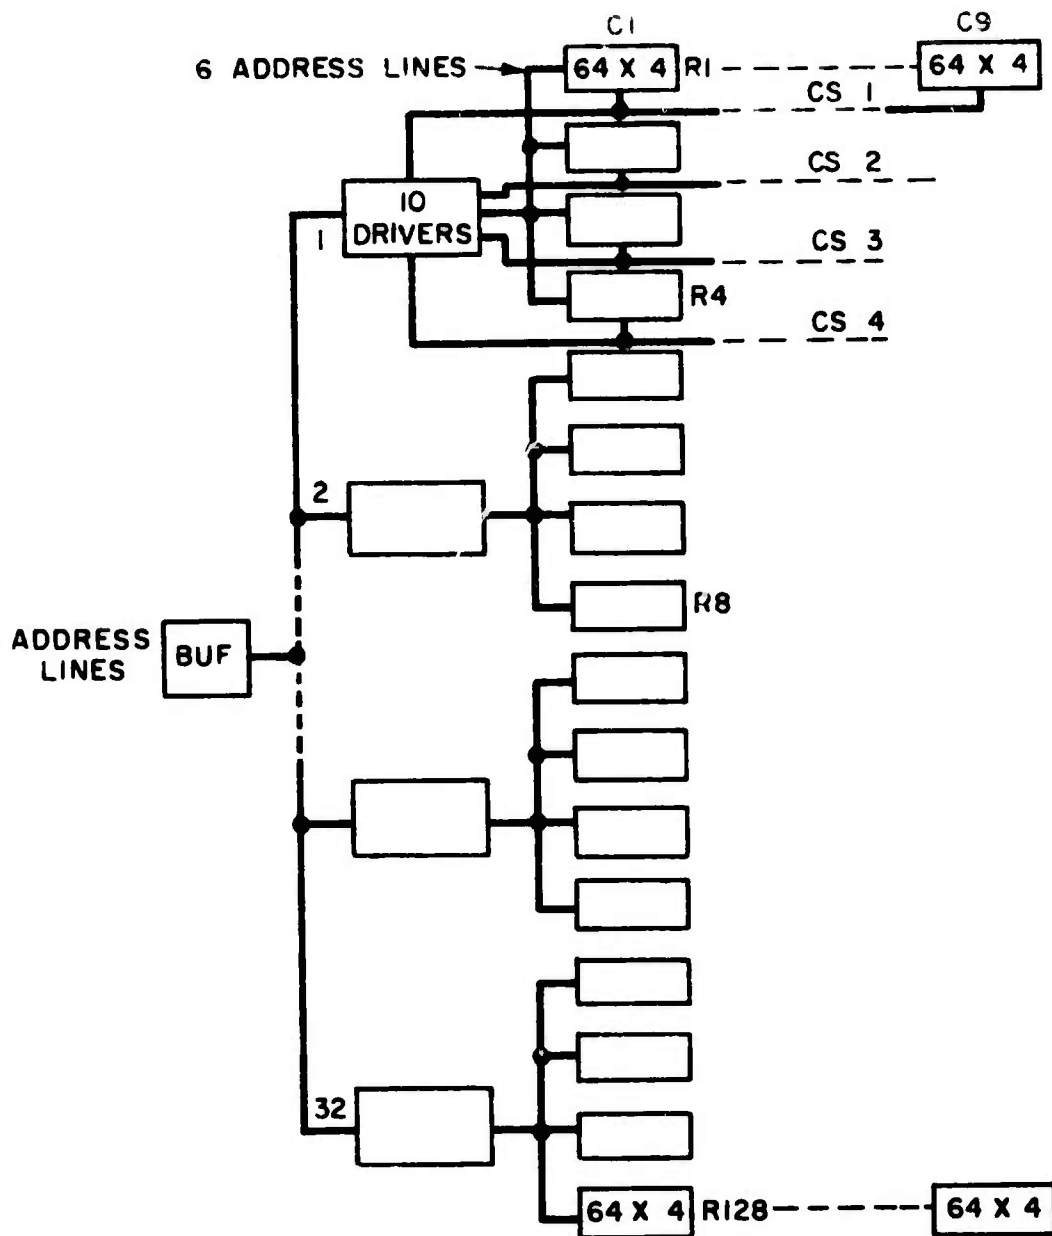 C1
C9
6 ADDRESS LINES
64 X 4
R1
64 X 4
CS 1
CS 2
10
DRIVERS
1
CS 3
R4
CS 4
2
R8
ADDRESS
LINES
BUF
32
64 X 4
R128
64 X 4